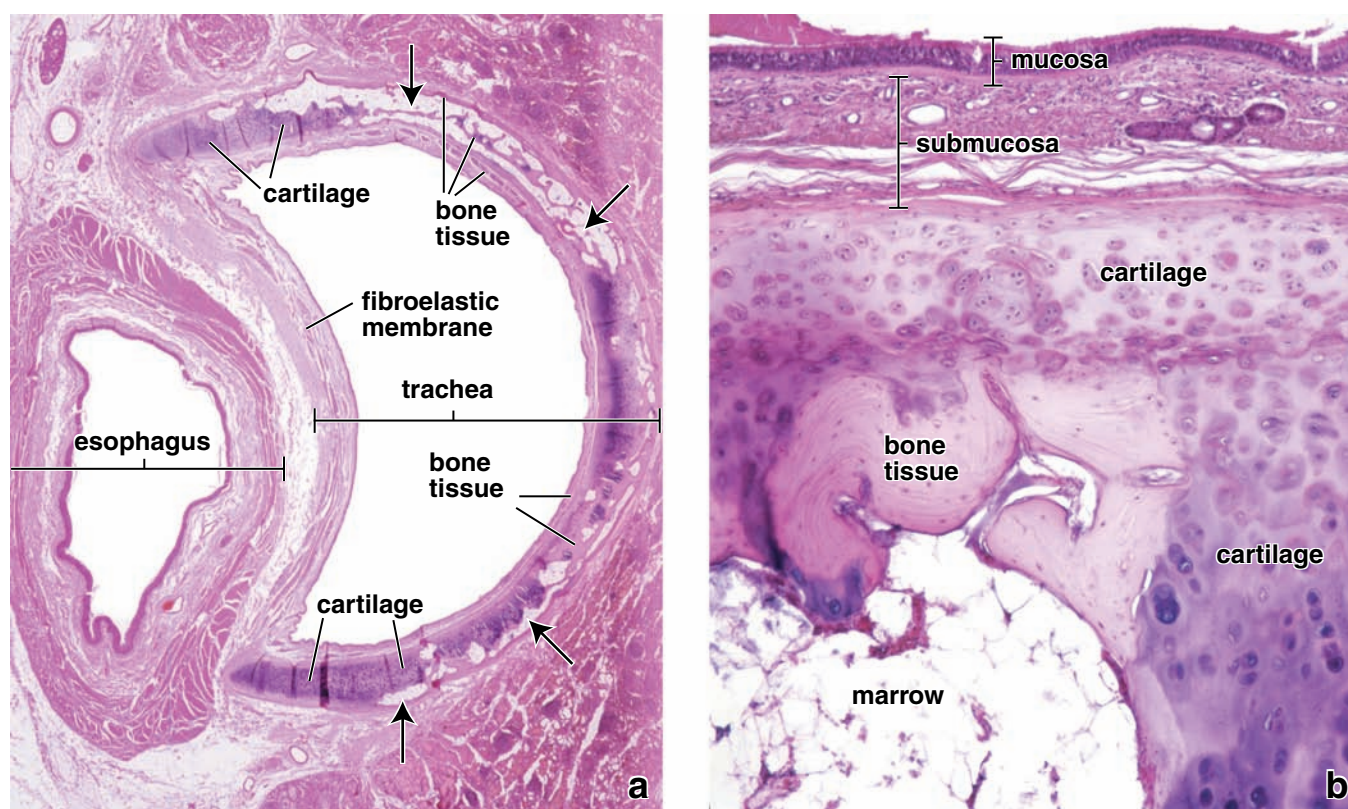 cartilage
bone
tissue
fibroelastic
membrane
trachea
esophagus
bone
tissue
cartilage
a
mucosa
submucosa
cartilage
bone
tissue
cartilage
marrow
b